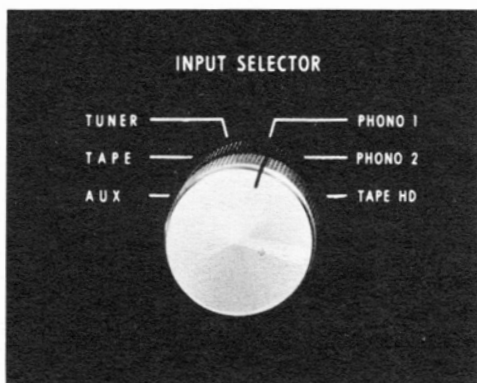 INPUT SELECTOR
TUNER PHONO 1
TAPE PHONO 2
AUX TAPE HD